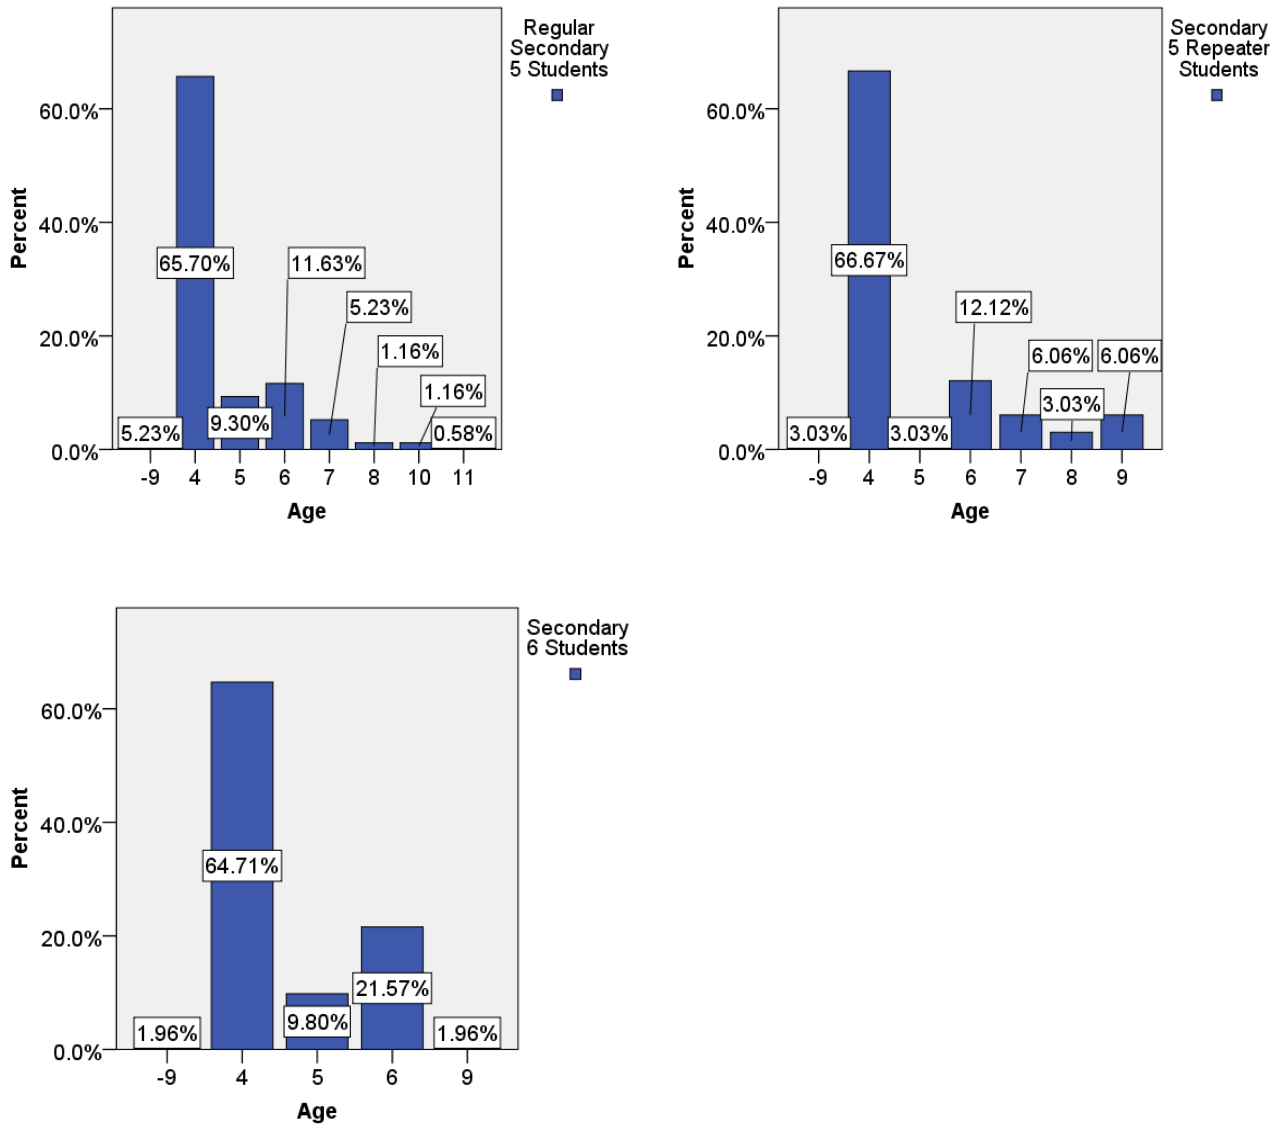 Regular
Secondary
5 Students
60.0%
40.0%
20.0%
0.0%
Percent
5.23%
65.70%
9.30%
11.63%
5.23%
1.16%
1.16%
0.58%
-9 4 5 6 7 8 10 11
Age
Secondary
5 Repeater
Students
60.0%
40.0%
20.0%
0.0%
Percent
3.03%
66.67%
3.03%
12.12%
6.06%
3.03%
6.06%
-9 4 5 6 7 8 9
Age
Secondary
6 Students
60.0%
40.0%
20.0%
0.0%
Percent
1.96%
64.71%
9.80%
21.57%
1.96%
-9 4 5 6 9
Age